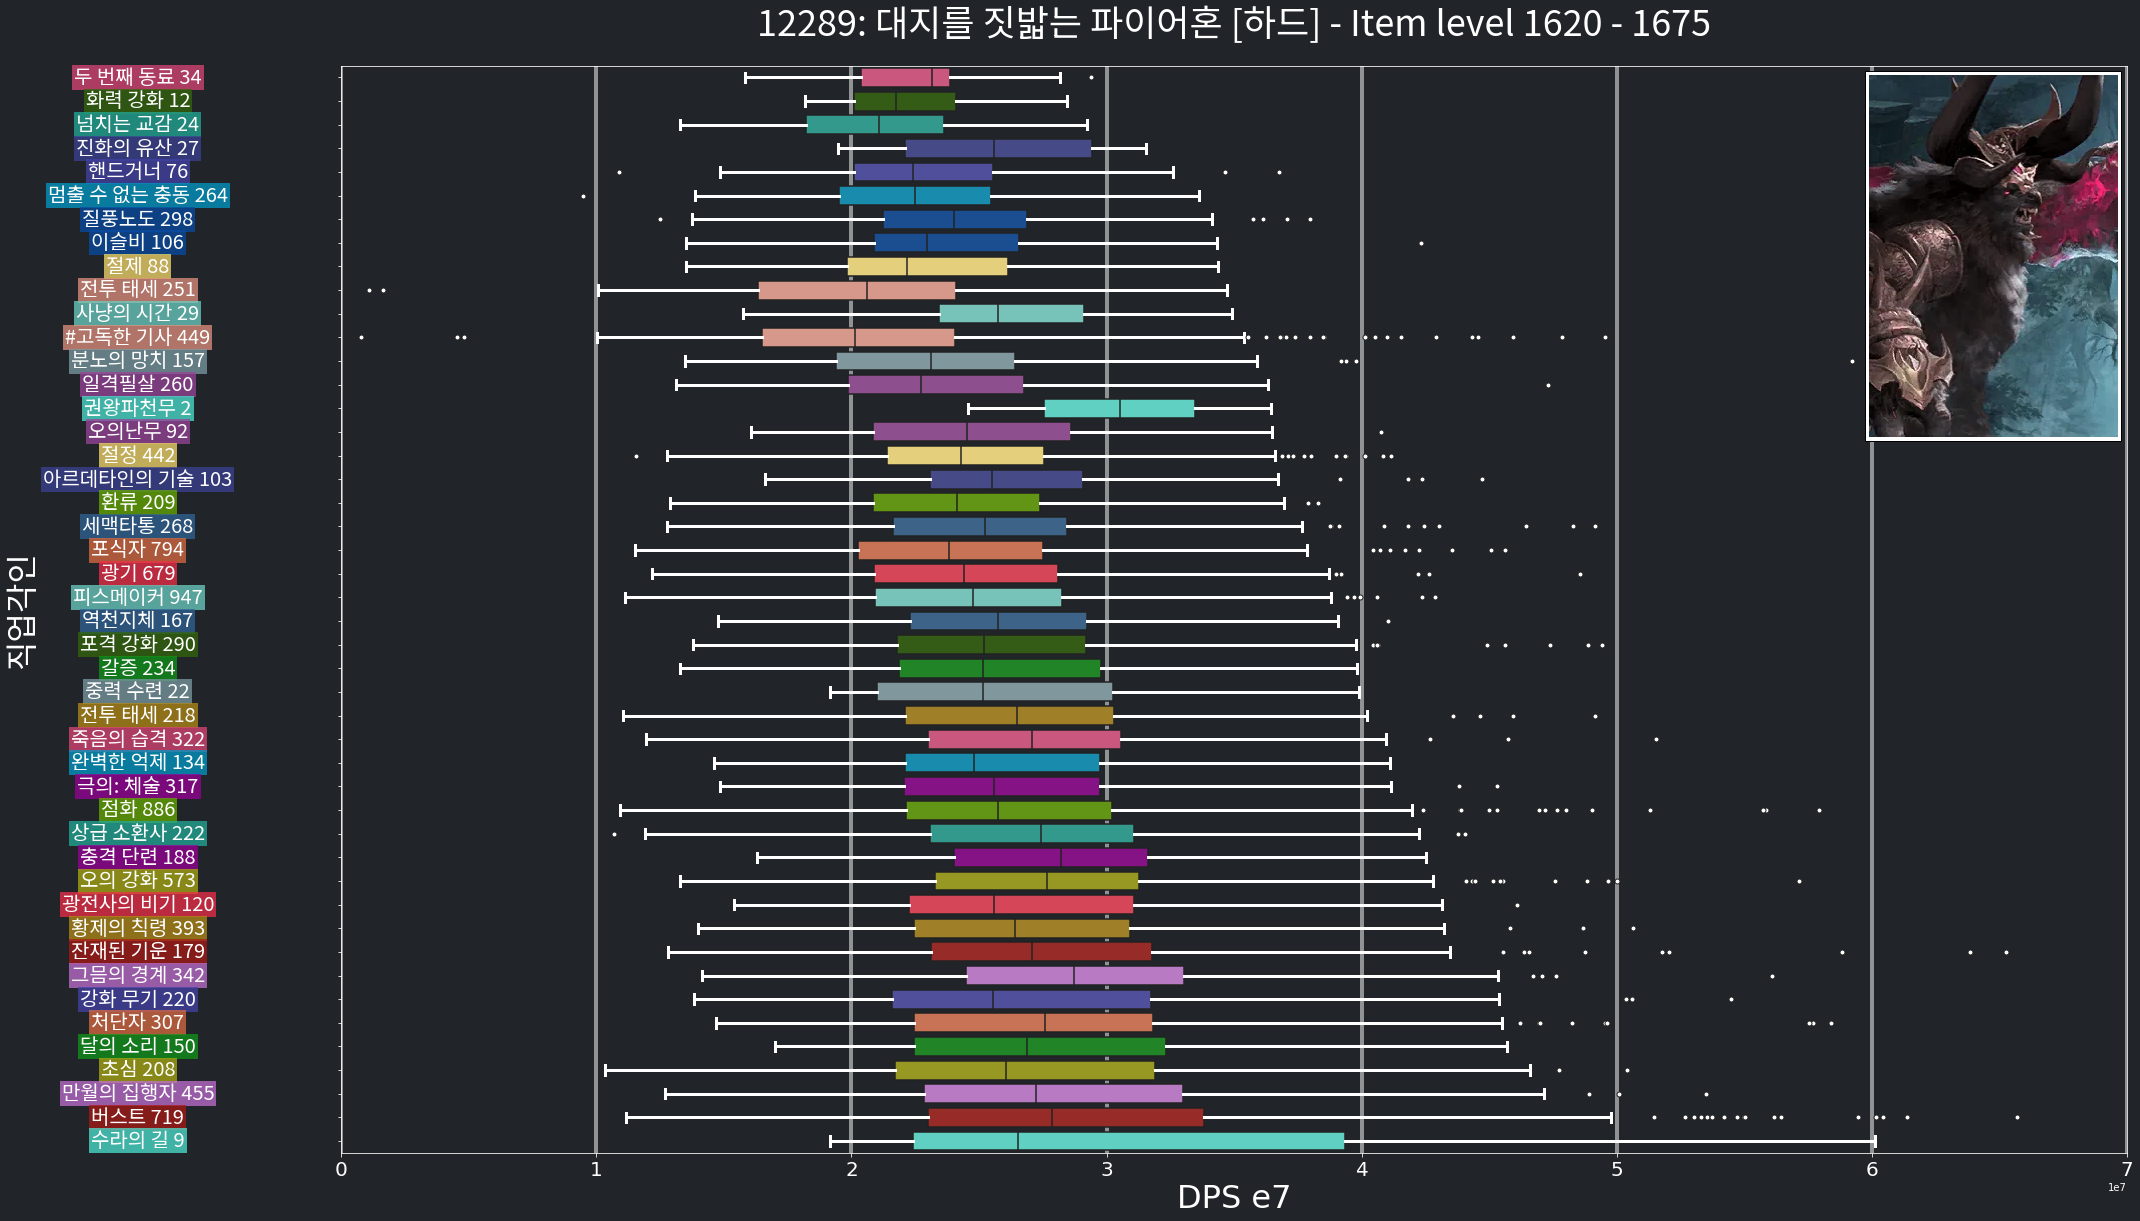 12289: 대지를 짓밟는 파이어혼 [하드] - Item level 1620 - 1675
두 번째 동료 34
화력 강화 12
넘치는 교감 24
진화의 유산 27
핸드거너 76
멈출 수 없는 충동 264
질풍노도 298
이슬비 106
절제 88
전투 태세 251
사냥의 시간 29
#고독한 기사 449
분노의 망치 157
일격필살 260
권왕파천무 2
오의난무 92
절정 442
아르데타인의 기술 103
환류 209
세맥타통 268
포식자 794
광기 679
피스메이커 947
역천지체 167
포격 강화 290
갈증 234
중력 수련 22
전투 태세 218
죽음의 습격 322
완벽한 억제 134
극의: 체술 317
점화 886
상급 소환사 222
충격 단련 188
오의 강화 573
광전사의 비기 120
황제의 칙령 393
잔재된 기운 179
그믐의 경계 342
강화 무기 220
처단자 307
달의 소리 150
초심 208
만월의 집행자 455
버스트 719
수라의 길 9
직업각인
0 1 2 3 4 5 6 7
1e7
DPS e7